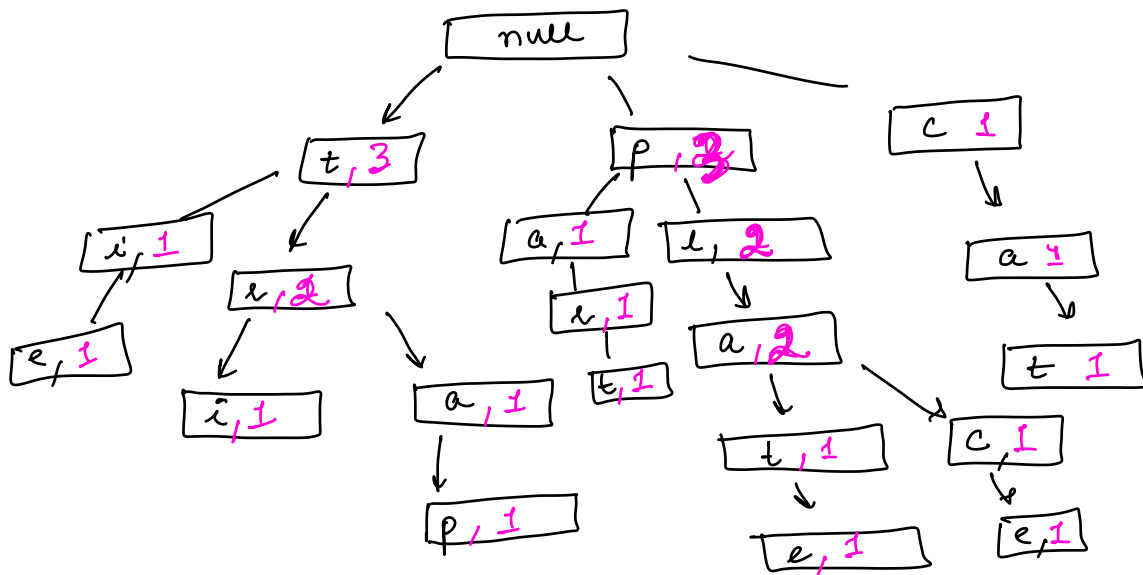 null
c 1
t, 3
p, 3
i, 1
a, 1
l, 2
a 1
r, 2
r, 1
a, 2
e, 1
t 1
i, 1
a, 1
t, 1
t, 1
c, 1
p, 1
e, 1
e, 1